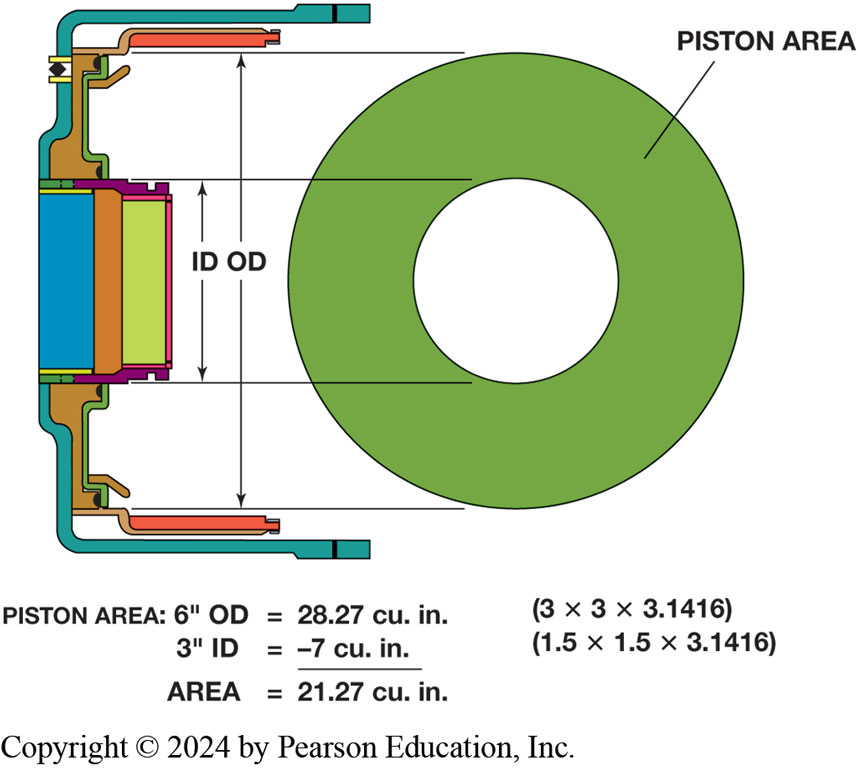 PISTON AREA
ID OD
PISTON AREA: 6" OD = 28.27 cu. in. (3 × 3 × 3.1416)
3" ID = –7 cu. in. (1.5 × 1.5 × 3.1416)
AREA = 21.27 cu. in.
Copyright © 2024 by Pearson Education, Inc.